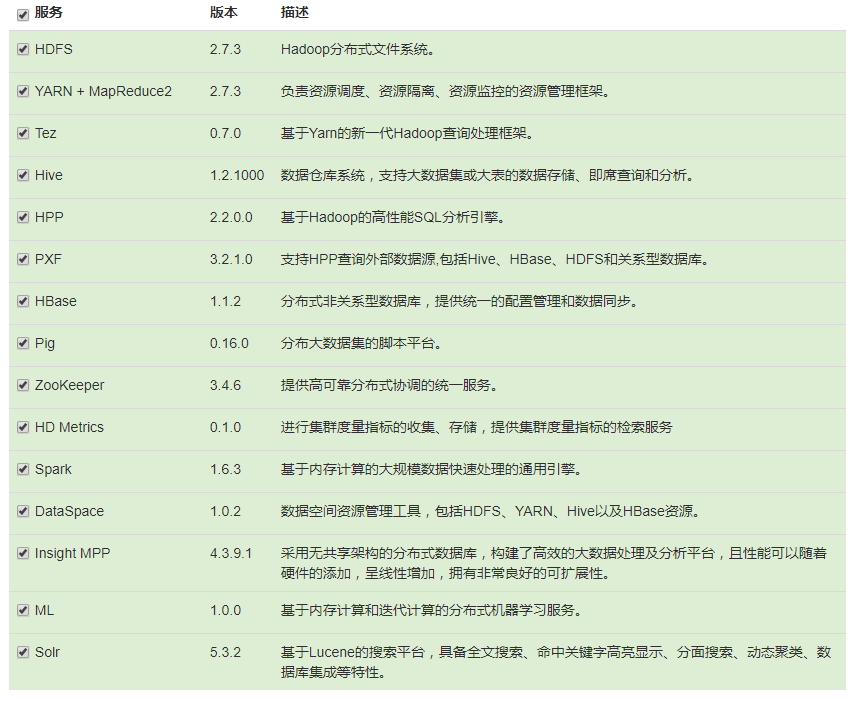 服务 版本 描述
HDFS 2.7.3 Hadoop分布式文件系统。
YARN + MapReduce2 2.7.3 负责资源调度、资源隔离、资源监控的资源管理框架。
Tez 0.7.0 基于Yarn的新一代Hadoop查询处理框架。
Hive 1.2.1000 数据仓库系统，支持大数据集或大表的数据存储、即席查询和分析。
HPP 2.2.0.0 基于Hadoop的高性能SQL分析引擎。
PXF 3.2.1.0 支持HPP查询外部数据源,包括Hive、HBase、HDFS和关系型数据库。
HBase 1.1.2 分布式非关系型数据库，提供统一的配置管理和数据同步。
Pig 0.16.0 分布大数据集的脚本平台。
ZooKeeper 3.4.6 提供高可靠分布式协调的统一服务。
HD Metrics 0.1.0 进行集群度量指标的收集、存储，提供集群度量指标的检索服务
Spark 1.6.3 基于内存计算的大规模数据快速处理的通用引擎。
DataSpace 1.0.2 数据空间资源管理工具，包括HDFS、YARN、Hive以及HBase资源。
Insight MPP 4.3.9.1 采用无共享架构的分布式数据库，构建了高效的大数据处理及分析平台，且性能可以随着
硬件的添加，呈线性增加，拥有非常良好的可扩展性。
ML 1.0.0 基于内存计算和迭代计算的分布式机器学习服务。
Solr 5.3.2 基于Lucene的搜索平台，具备全文搜索、命中关键字高亮显示、分面搜索、动态聚类、数
据库集成等特性。